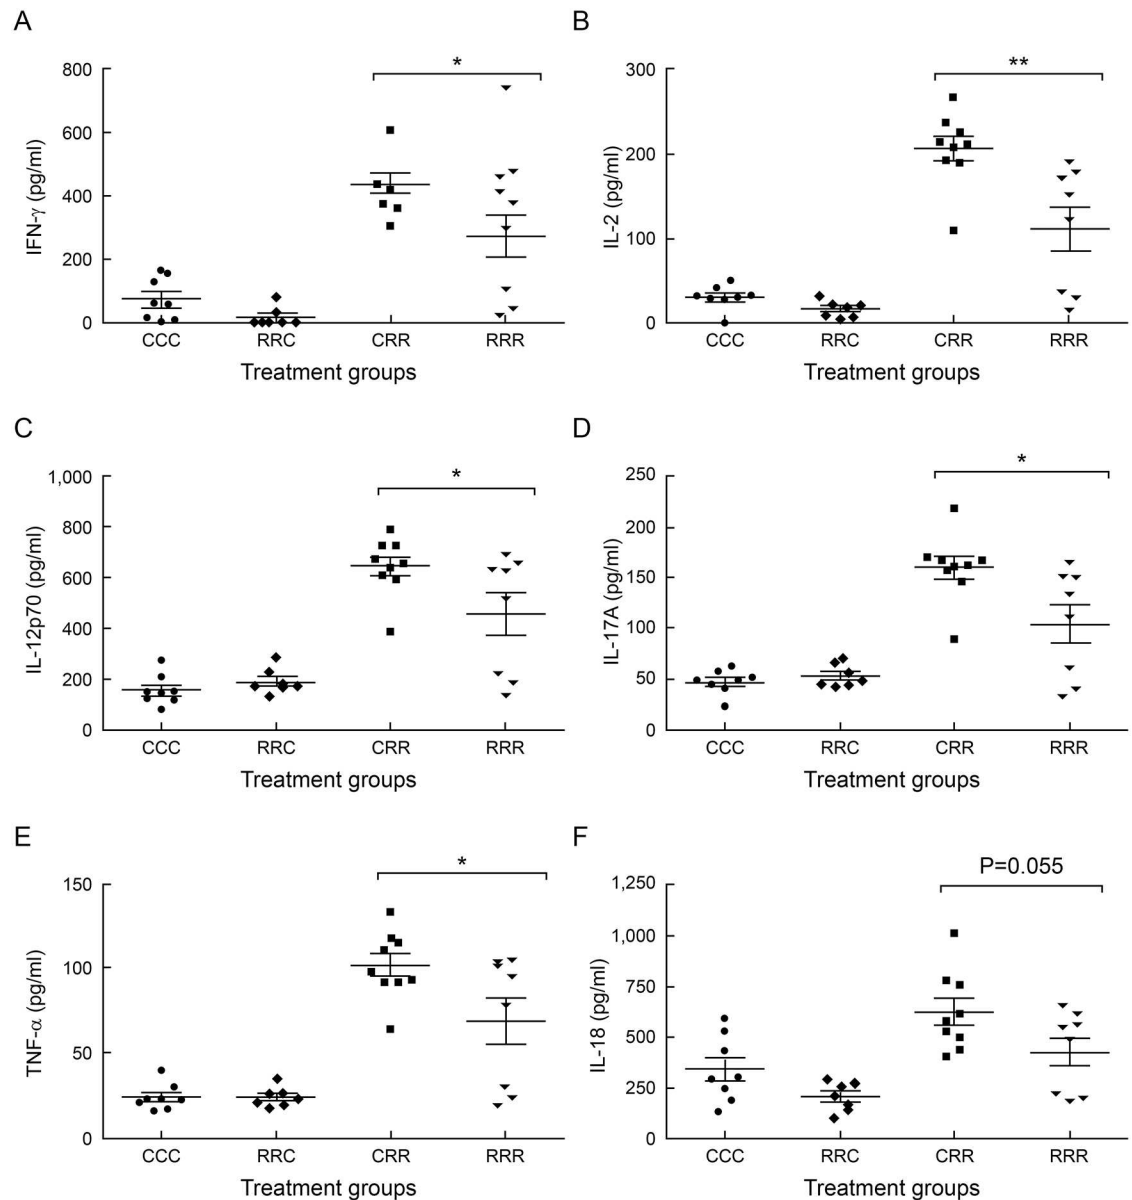 A
IFN-γ (pg/ml)
800
600
400
200
0
*
CCC RRC CRR RRR
Treatment groups
B
IL-2 (pg/ml)
300
200
100
0
**
CCC RRC CRR RRR
Treatment groups
C
IL-12p70 (pg/ml)
1,000
800
600
400
200
0
*
CCC RRC CRR RRR
Treatment groups
D
IL-17A (pg/ml)
250
200
150
100
50
0
*
CCC RRC CRR RRR
Treatment groups
E
TNF-α (pg/ml)
150
100
50
0
*
CCC RRC CRR RRR
Treatment groups
F
IL-18 (pg/ml)
1,250
1,000
750
500
250
0
P=0.055
CCC RRC CRR RRR
Treatment groups